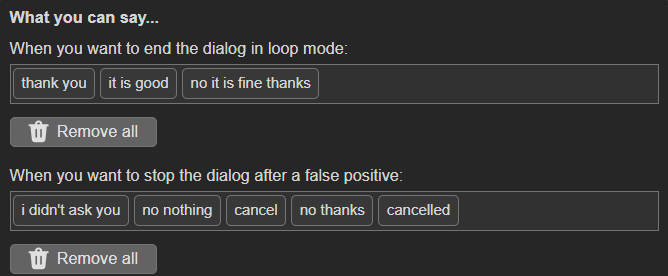 What you can say...
When you want to end the dialog in loop mode:
thank you it is good no it is fine thanks
Remove all
When you want to stop the dialog after a false positive:
i didn't ask you no nothing cancel no thanks cancelled
Remove all